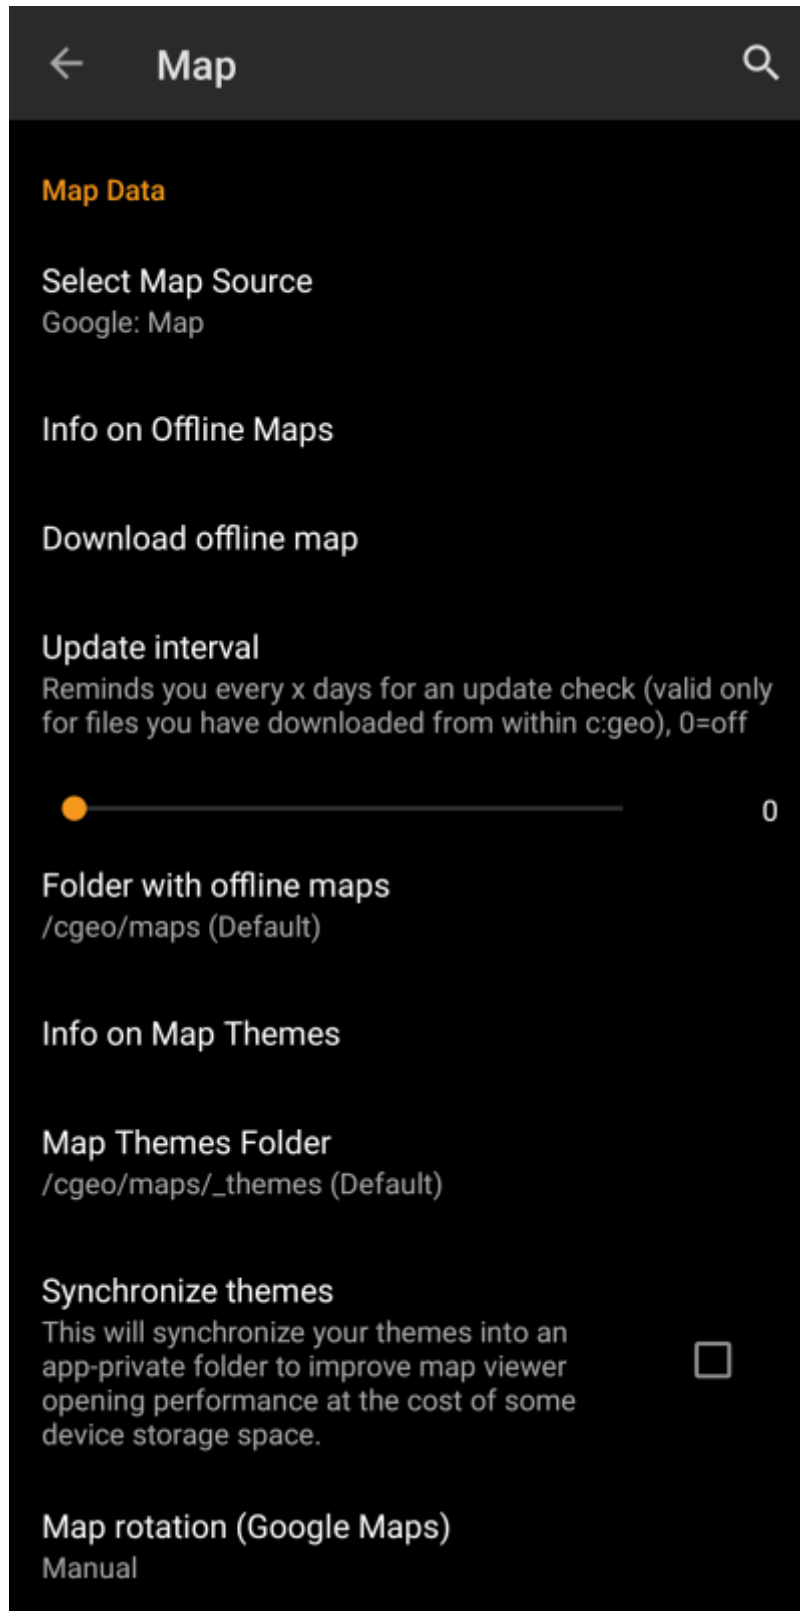 Map
Map Data
Select Map Source
Google: Map
Info on Offline Maps
Download offline map
Update interval
Reminds you every x days for an update check (valid only
for files you have downloaded from within c:geo), 0=off
0
Folder with offline maps
/cgeo/maps (Default)
Info on Map Themes
Map Themes Folder
/cgeo/maps/_themes (Default)
Synchronize themes
This will synchronize your themes into an
app-private folder to improve map viewer
opening performance at the cost of some
device storage space.
Map rotation (Google Maps)
Manual